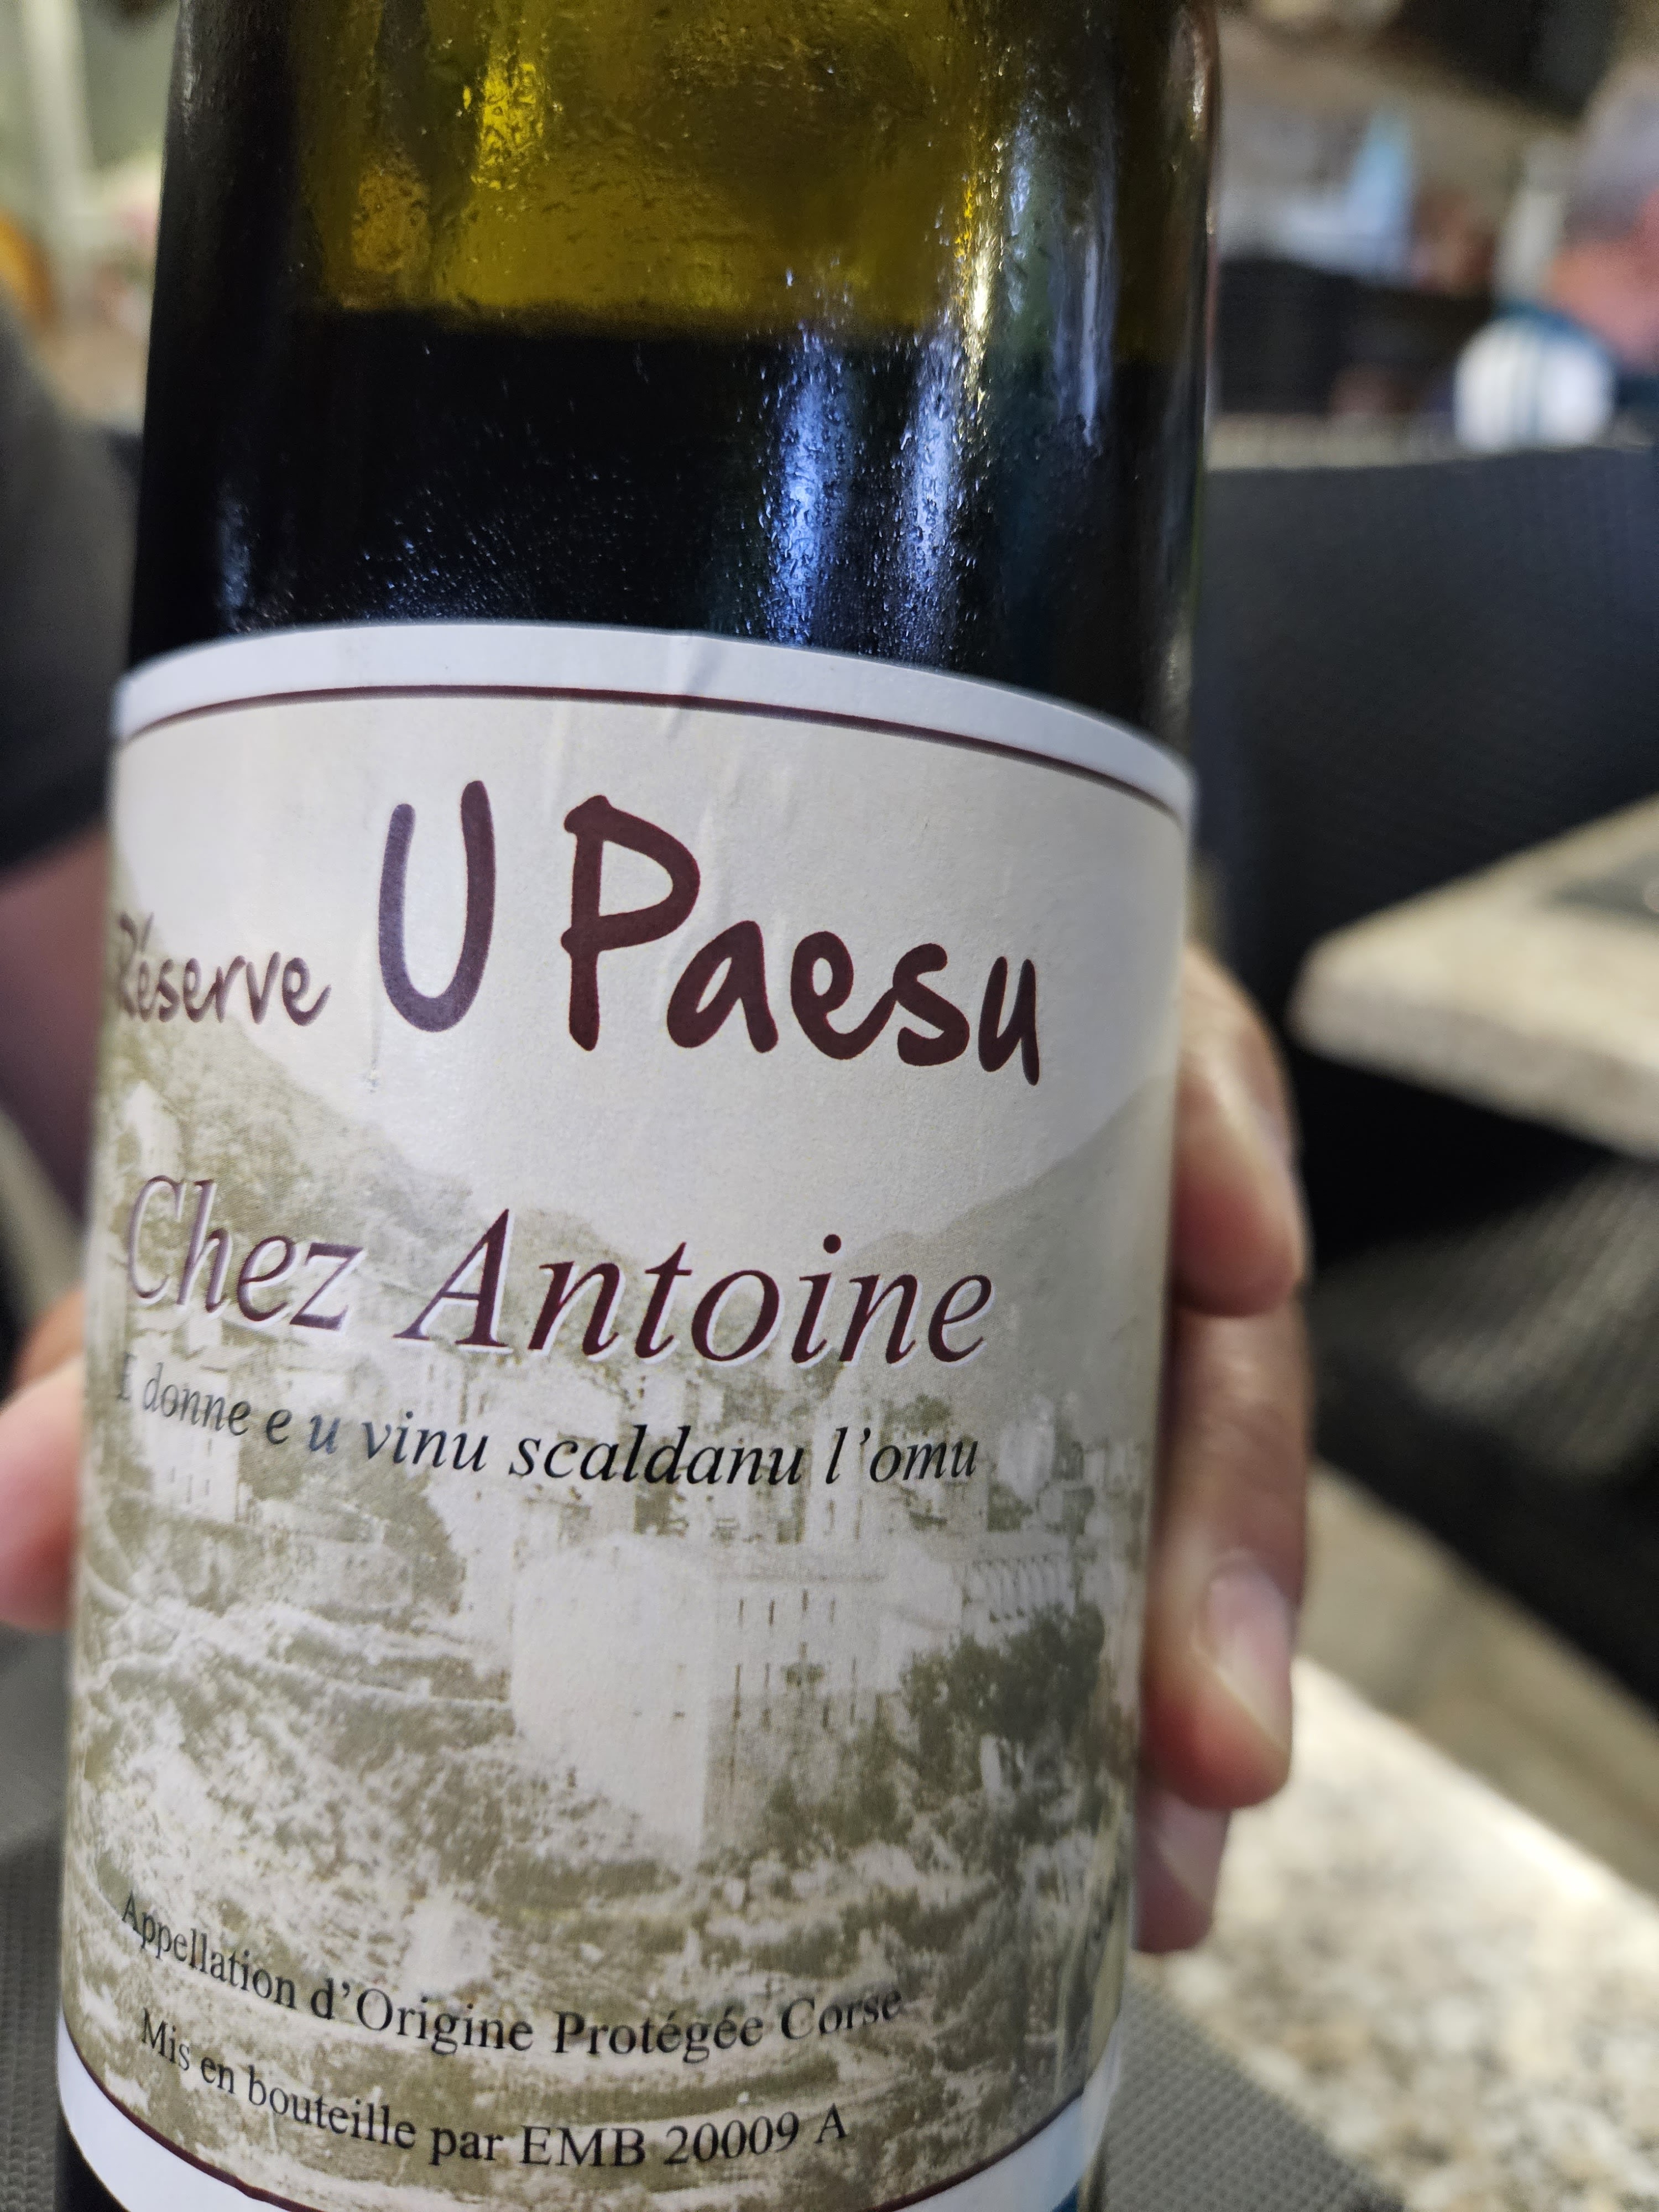 Réserve U Paesu
Chez Antoine
E donne e u vinu scaldanu l'omu
Appellation d'Origine Protégée Corse
Mis en bouteille par EMB 20009 A